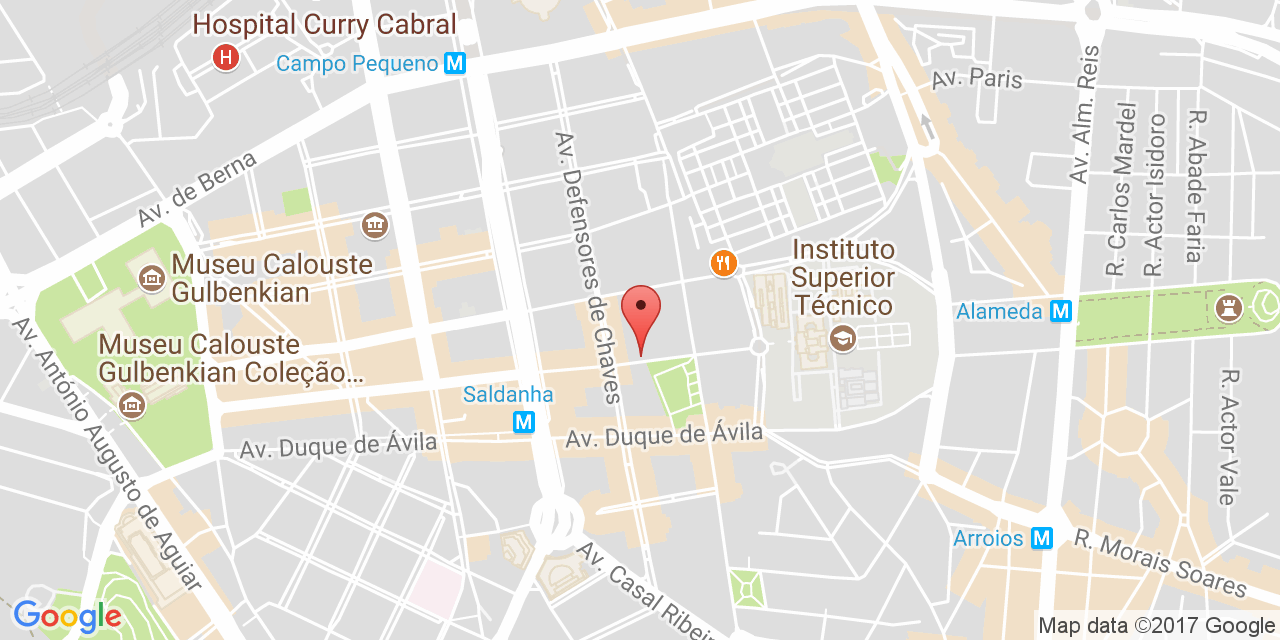 Hospital Curry Cabral
H
Campo Pequeno M
Av. Paris
Av. Alm. Reis
R. Carlos Mardel
R. Actor Isidoro
R. Abade Faria
Av. de Berna
Av. Defensores de Chaves
Museu Calouste
Gulbenkian
Instituto
Superior
Técnico
Alameda M
Museu Calouste
Gulbenkian Coleção...
Av. António Augusto de Aguiar
Saldanha
M
R. Actor Vale
Av. Duque de Ávila
Av. Duque de Ávila
Arroios M
R. Morais Soares
Av. Casal Ribeir
Google
Map data ©2017 Google